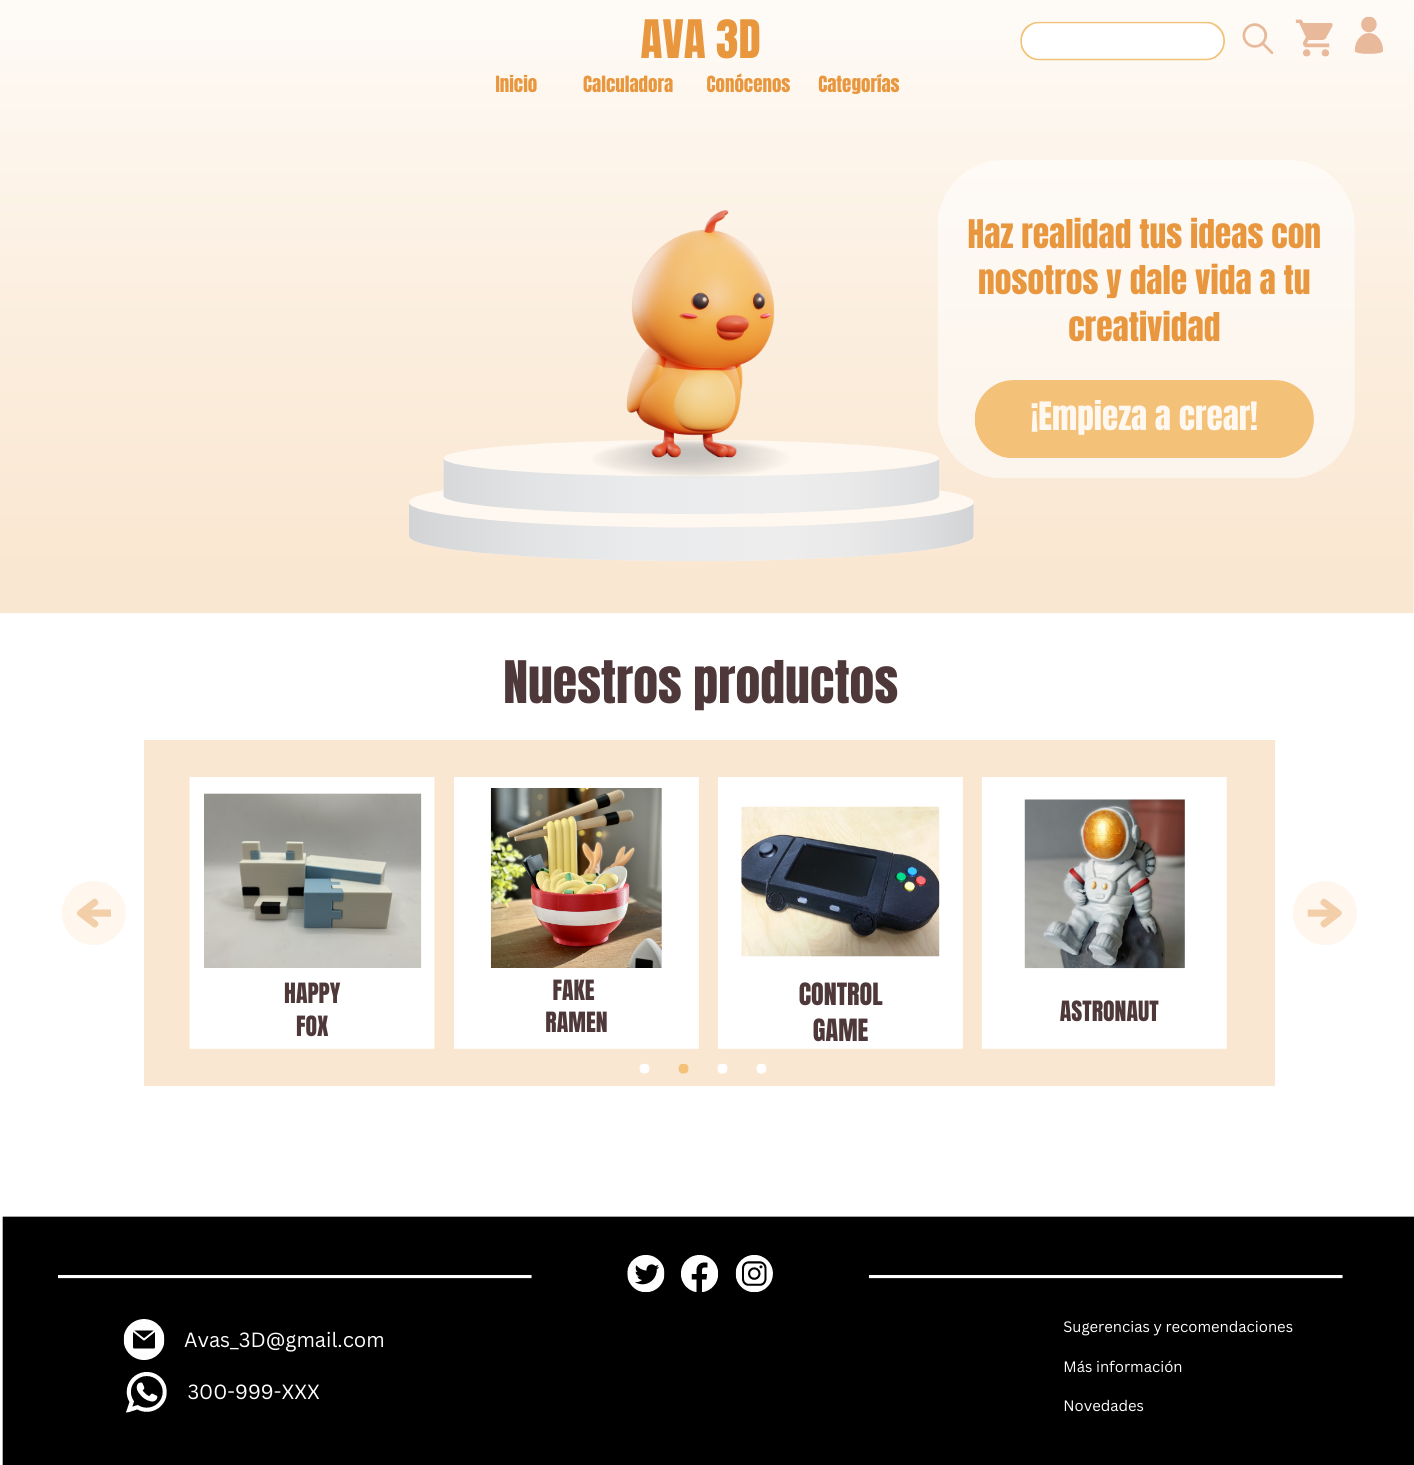 AVA 3D
Inicio Calculadora Conócenos Categorías
Haz realidad tus ideas con
nosotros y dale vida a tu
creatividad
¡Empieza a crear!
Nuestros productos
HAPPY
FOX
FAKE
RAMEN
CONTROL
GAME
ASTRONAUT
Avas_3D@gmail.com
300-999-XXX
Sugerencias y recomendaciones
Más información
Novedades